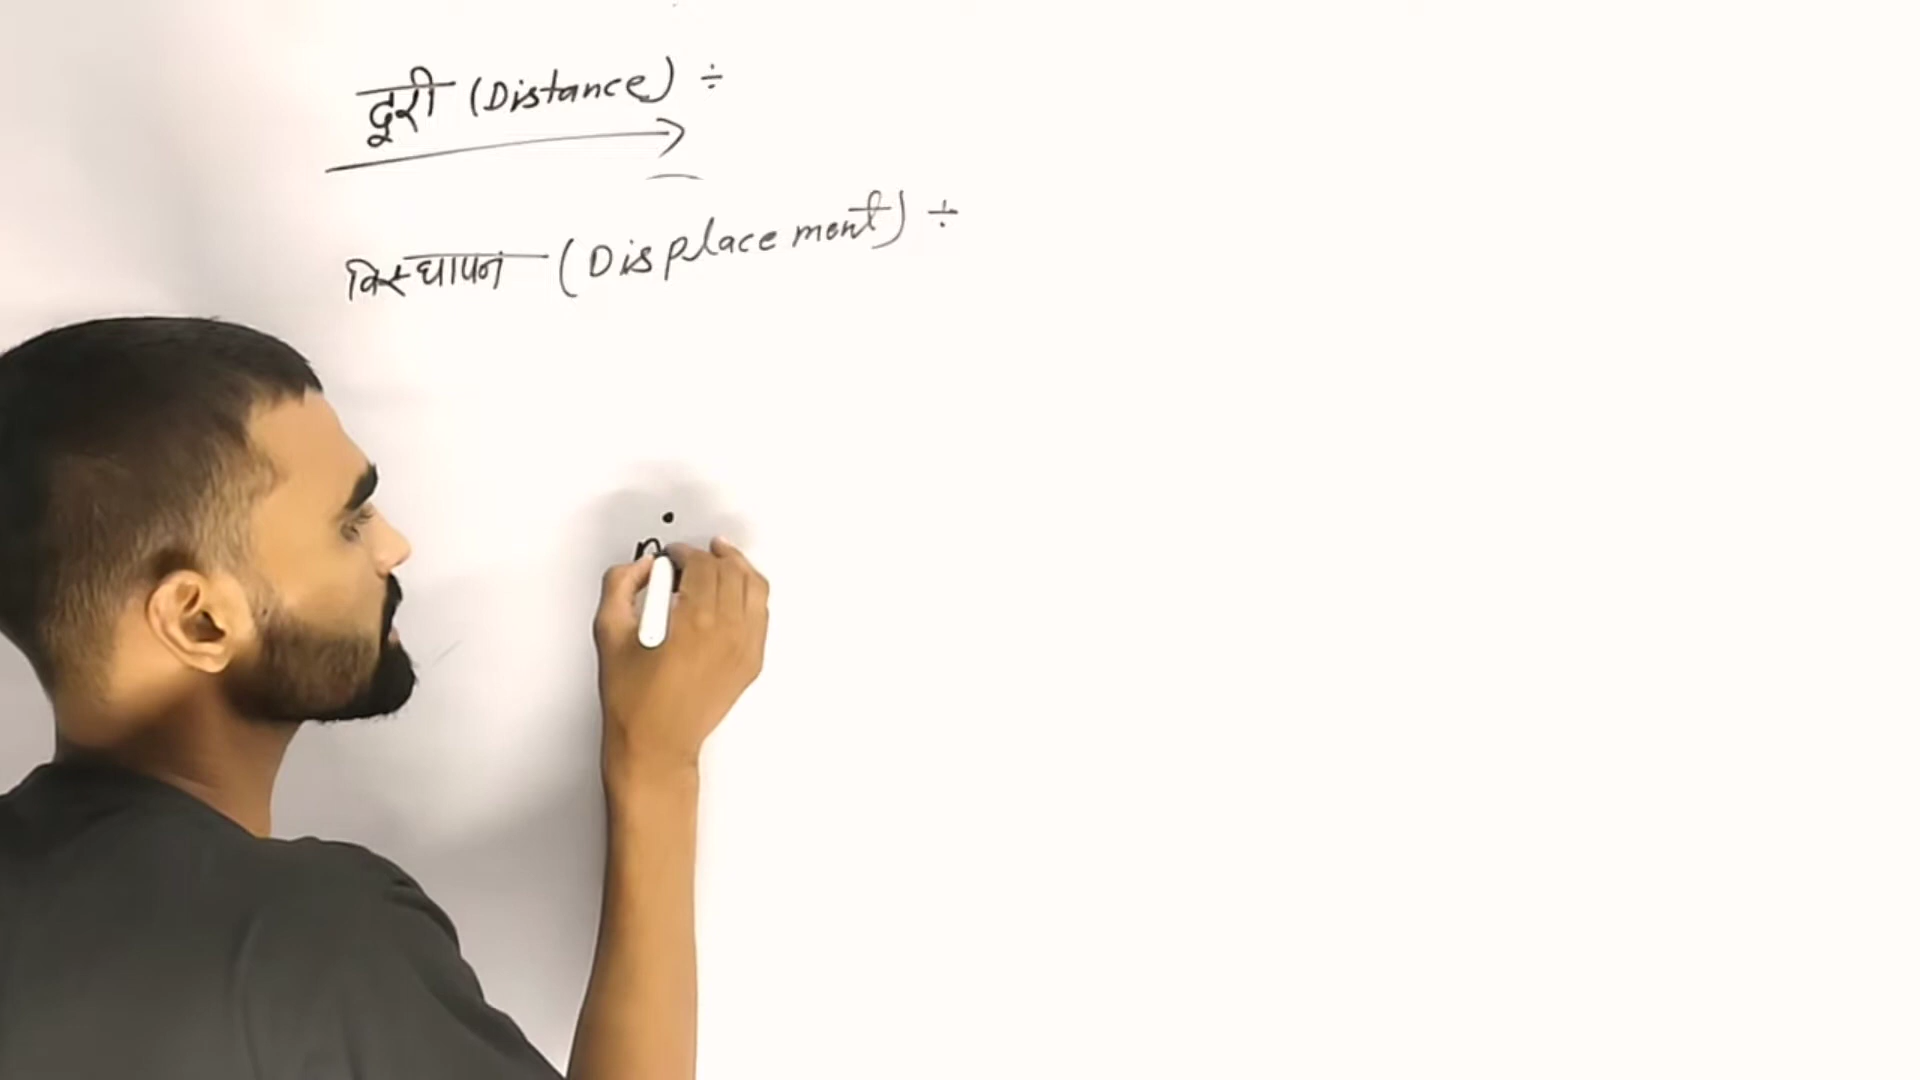 दूरी (Distance) ÷
विस्थापन (Displacement) ÷